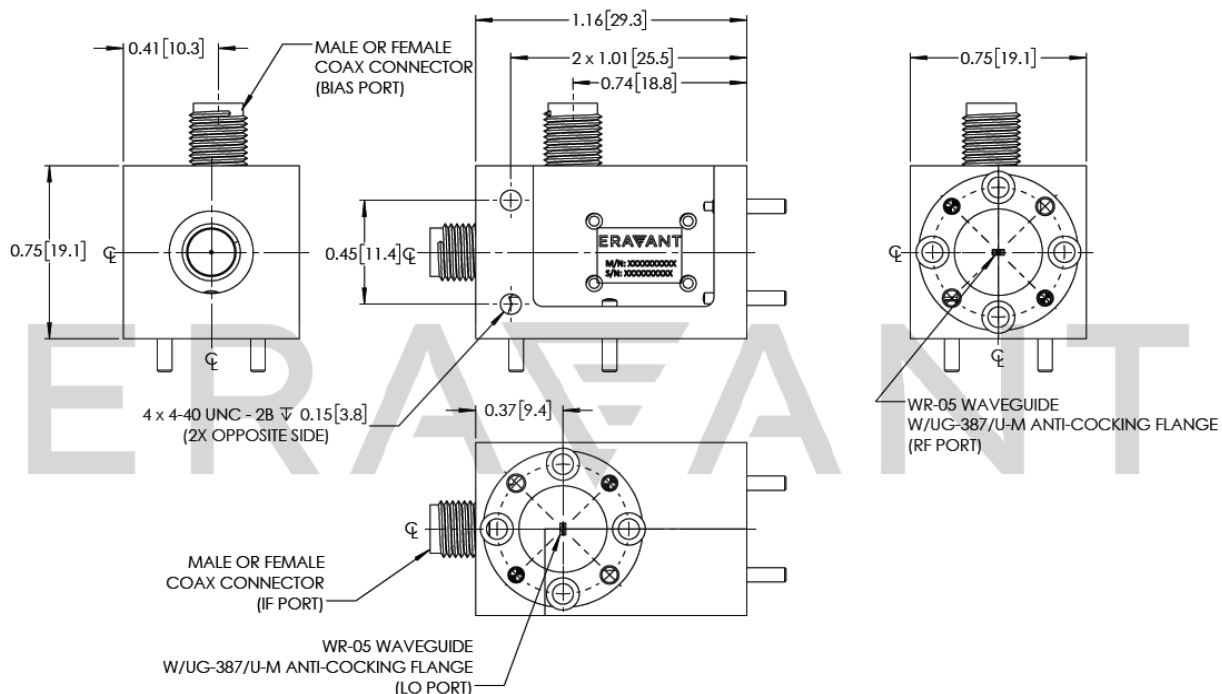 0.41[10.3]
MALE OR FEMALE
COAX CONNECTOR
(BIAS PORT)
0.75[19.1]
℄
℄
1.16[29.3]
2 x 1.01[25.5]
0.74[18.8]
0.45[11.4]
℄
ERAVANT
M/N: XXXXXXXXXX
S/N: XXXXXXXXXX
4 x 4-40 UNC - 2B ↧ 0.15[3.8]
(2X OPPOSITE SIDE)
0.75[19.1]
℄
℄
WR-05 WAVEGUIDE
W/UG-387/U-M ANTI-COCKING FLANGE
(RF PORT)
0.37[9.4]
℄
MALE OR FEMALE
COAX CONNECTOR
(IF PORT)
WR-05 WAVEGUIDE
W/UG-387/U-M ANTI-COCKING FLANGE
(LO PORT)
ERAVANT